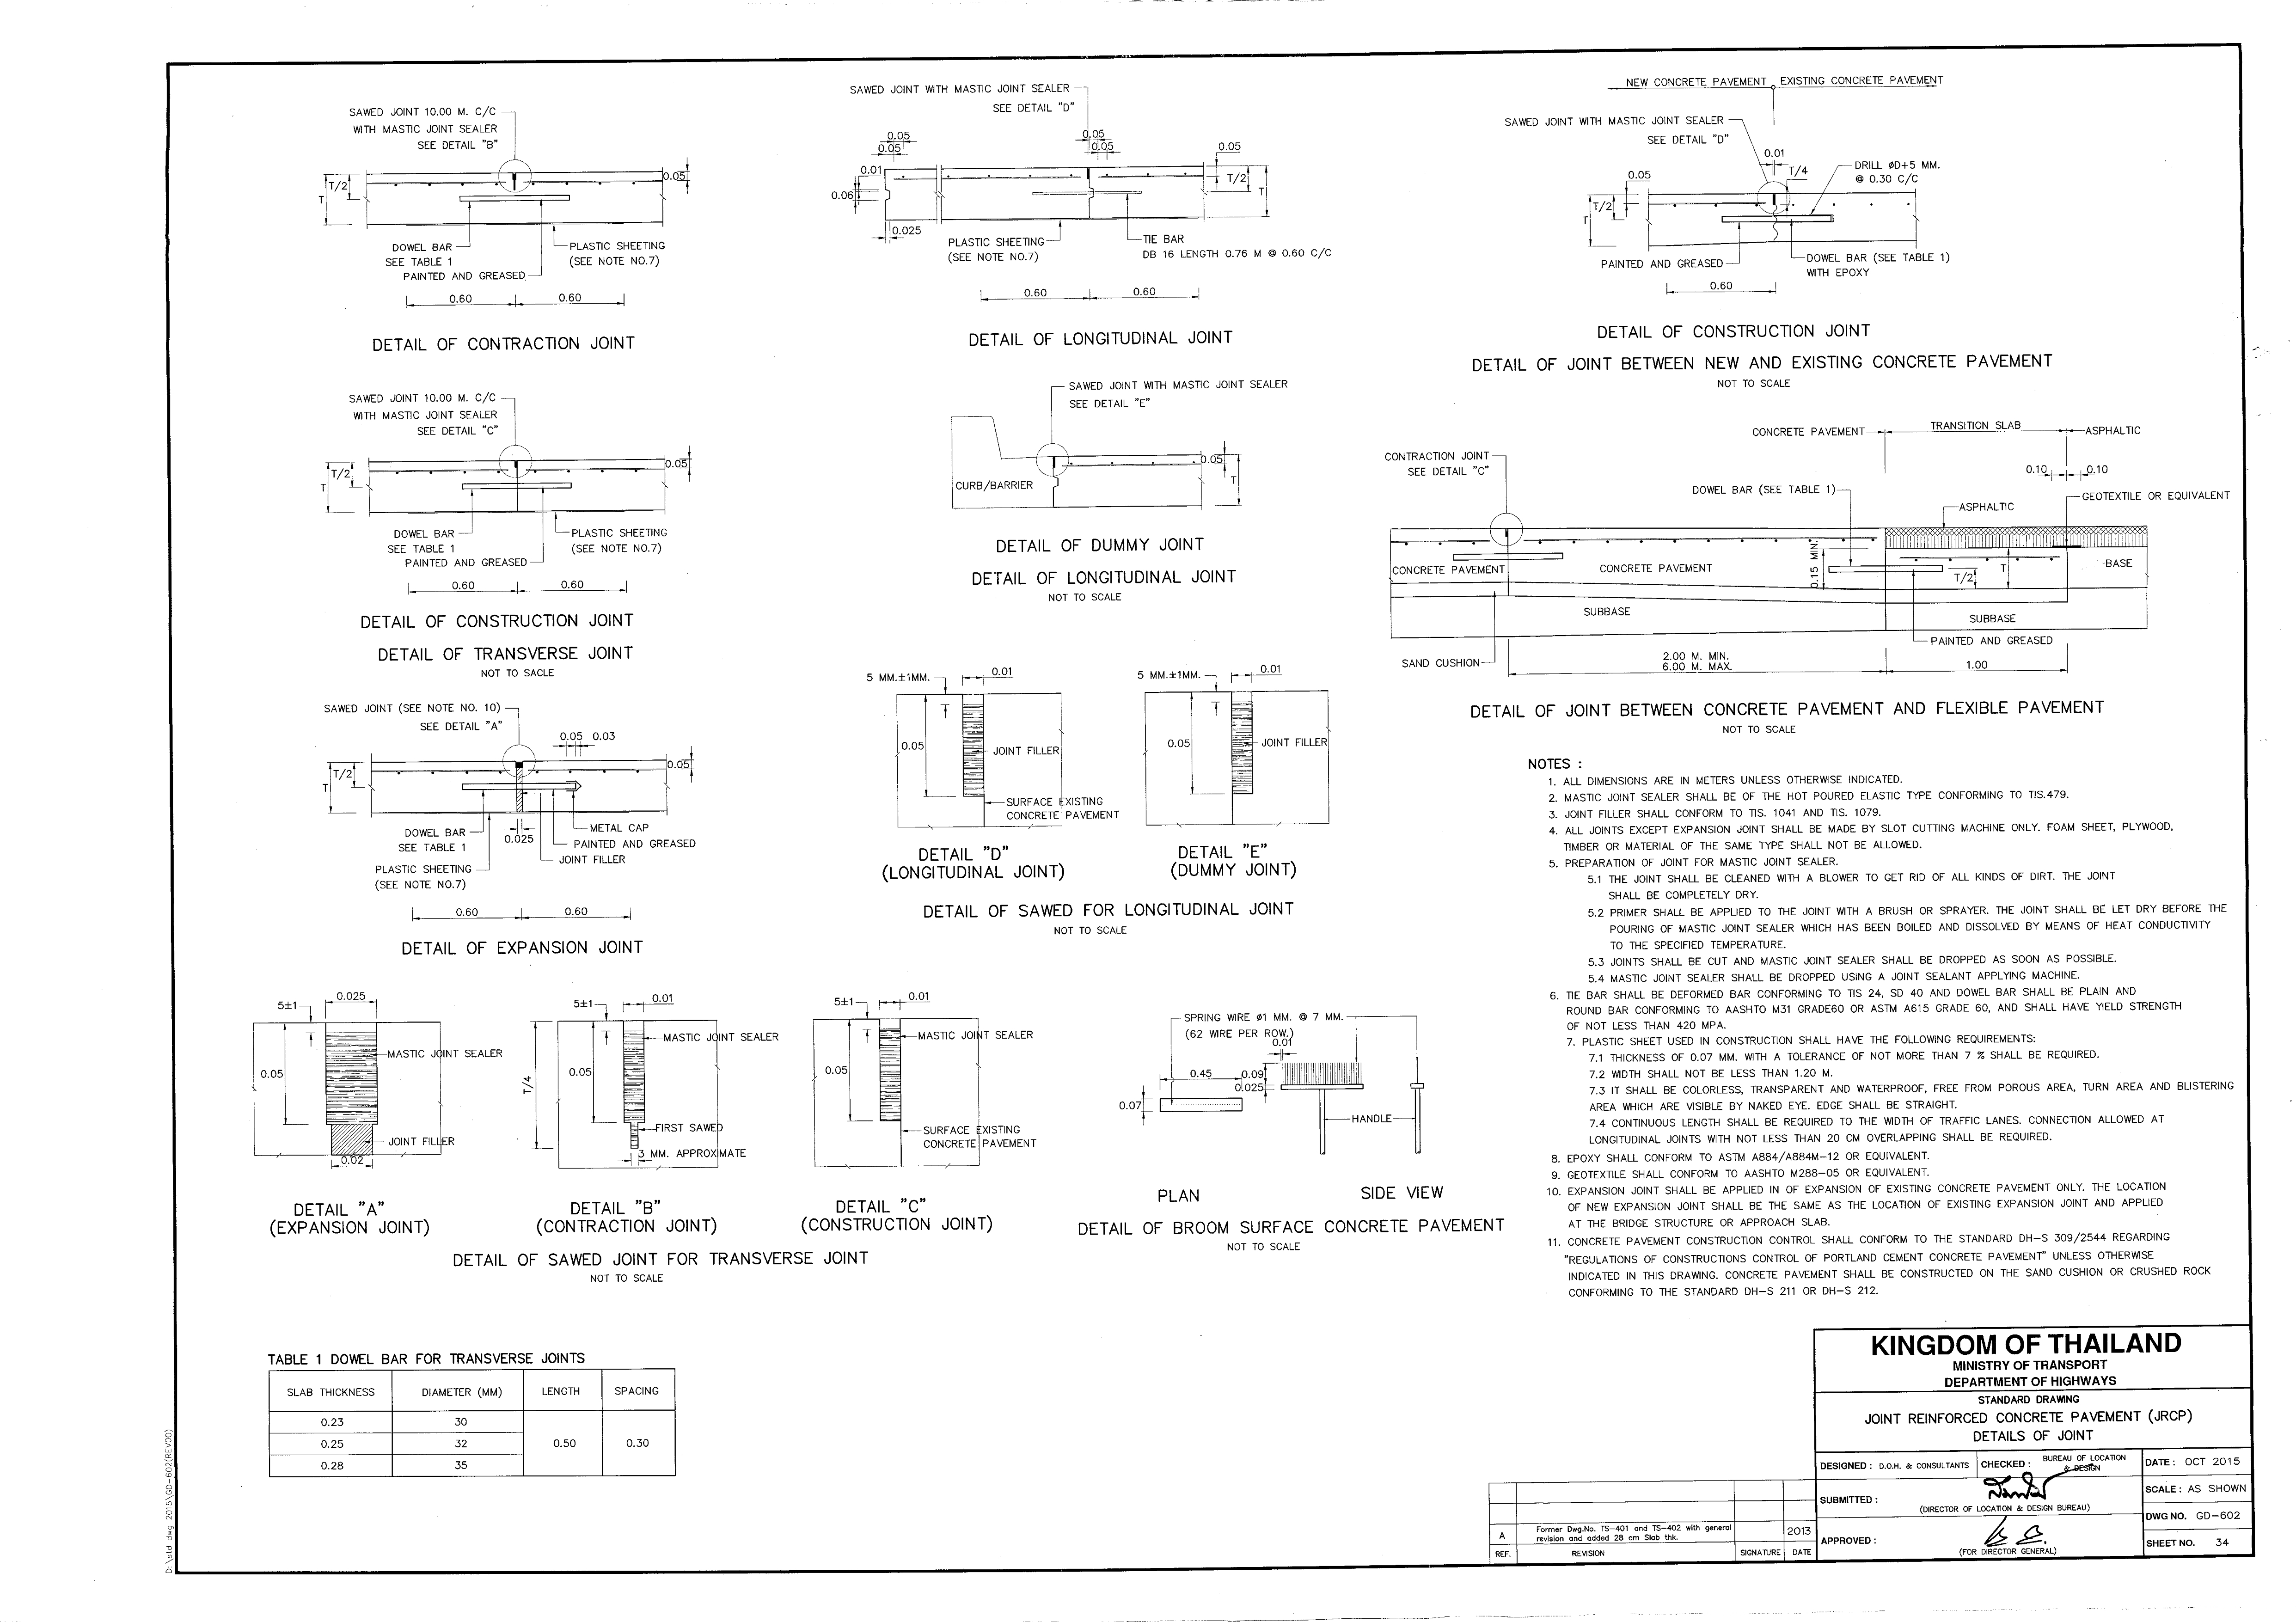 SAWED JOINT 10.00 M. C/C
WITH MASTIC JOINT SEALER
SEE DETAIL "B"
T/2
T
0.05
DOWEL BAR
SEE TABLE 1
PAINTED AND GREASED
PLASTIC SHEETING
(SEE NOTE NO.7)
0.60
0.60
DETAIL OF CONTRACTION JOINT
SAWED JOINT 10.00 M. C/C
WITH MASTIC JOINT SEALER
SEE DETAIL "C"
T/2
T
0.05
DOWEL BAR
SEE TABLE 1
PAINTED AND GREASED
PLASTIC SHEETING
(SEE NOTE NO.7)
0.60
0.60
DETAIL OF CONSTRUCTION JOINT
DETAIL OF TRANSVERSE JOINT
NOT TO SACLE
SAWED JOINT (SEE NOTE NO. 10)
SEE DETAIL "A"
0.05 0.03
T/2
T
0.05
DOWEL BAR
SEE TABLE 1
0.025
METAL CAP
PAINTED AND GREASED
JOINT FILLER
PLASTIC SHEETING
(SEE NOTE NO.7)
0.60
0.60
DETAIL OF EXPANSION JOINT
5±1
0.025
0.05
MASTIC JOINT SEALER
JOINT FILLER
0.02
DETAIL "A"
(EXPANSION JOINT)
5±1
0.01
T/4
0.05
MASTIC JOINT SEALER
FIRST SAWED
3 MM. APPROXIMATE
DETAIL "B"
(CONTRACTION JOINT)
5±1
0.01
0.05
MASTIC JOINT SEALER
SURFACE EXISTING
CONCRETE PAVEMENT
DETAIL "C"
(CONSTRUCTION JOINT)
DETAIL OF SAWED JOINT FOR TRANSVERSE JOINT
NOT TO SCALE
TABLE 1 DOWEL BAR FOR TRANSVERSE JOINTS
SLAB THICKNESS DIAMETER (MM) LENGTH SPACING
0.23 30
0.25 32 0.50 0.30
0.28 35
SAWED JOINT WITH MASTIC JOINT SEALER
SEE DETAIL "D"
0.05
0.05
0.05
0.05
0.05
0.01
0.06
T/2
T
0.025
PLASTIC SHEETING
(SEE NOTE NO.7)
TIE BAR
DB 16 LENGTH 0.76 M @ 0.60 C/C
0.60
0.60
DETAIL OF LONGITUDINAL JOINT
SAWED JOINT WITH MASTIC JOINT SEALER
SEE DETAIL "E"
CURB/BARRIER
0.05
T
DETAIL OF DUMMY JOINT
DETAIL OF LONGITUDINAL JOINT
NOT TO SCALE
5 MM.±1MM.
0.01
0.05
JOINT FILLER
SURFACE EXISTING
CONCRETE PAVEMENT
DETAIL "D"
(LONGITUDINAL JOINT)
5 MM.±1MM.
0.01
0.05
JOINT FILLER
DETAIL "E"
(DUMMY JOINT)
DETAIL OF SAWED FOR LONGITUDINAL JOINT
NOT TO SCALE
SPRING WIRE ø1 MM. @ 7 MM.
(62 WIRE PER ROW.)
0.01
0.45
0.09
0.025
0.07
HANDLE
PLAN
SIDE VIEW
DETAIL OF BROOM SURFACE CONCRETE PAVEMENT
NOT TO SCALE
NEW CONCRETE PAVEMENT EXISTING CONCRETE PAVEMENT
SAWED JOINT WITH MASTIC JOINT SEALER
SEE DETAIL "D"
0.01
T/4
DRILL øD+5 MM.
@ 0.30 C/C
0.05
T/2
T
PAINTED AND GREASED
DOWEL BAR (SEE TABLE 1)
WITH EPOXY
0.60
DETAIL OF CONSTRUCTION JOINT
DETAIL OF JOINT BETWEEN NEW AND EXISTING CONCRETE PAVEMENT
NOT TO SCALE
CONCRETE PAVEMENT TRANSITION SLAB ASPHALTIC
CONTRACTION JOINT
SEE DETAIL "C"
0.10 0.10
DOWEL BAR (SEE TABLE 1)
GEOTEXTILE OR EQUIVALENT
ASPHALTIC
CONCRETE PAVEMENT
CONCRETE PAVEMENT
0.15 MIN.
T/2
T
BASE
SUBBASE
SUBBASE
PAINTED AND GREASED
SAND CUSHION
2.00 M. MIN.
6.00 M. MAX.
1.00
DETAIL OF JOINT BETWEEN CONCRETE PAVEMENT AND FLEXIBLE PAVEMENT
NOT TO SCALE
NOTES :
1. ALL DIMENSIONS ARE IN METERS UNLESS OTHERWISE INDICATED.
2. MASTIC JOINT SEALER SHALL BE OF THE HOT POURED ELASTIC TYPE CONFORMING TO TIS.479.
3. JOINT FILLER SHALL CONFORM TO TIS. 1041 AND TIS. 1079.
4. ALL JOINTS EXCEPT EXPANSION JOINT SHALL BE MADE BY SLOT CUTTING MACHINE ONLY. FOAM SHEET, PLYWOOD,
TIMBER OR MATERIAL OF THE SAME TYPE SHALL NOT BE ALLOWED.
5. PREPARATION OF JOINT FOR MASTIC JOINT SEALER.
5.1 THE JOINT SHALL BE CLEANED WITH A BLOWER TO GET RID OF ALL KINDS OF DIRT. THE JOINT
SHALL BE COMPLETELY DRY.
5.2 PRIMER SHALL BE APPLIED TO THE JOINT WITH A BRUSH OR SPRAYER. THE JOINT SHALL BE LET DRY BEFORE THE
POURING OF MASTIC JOINT SEALER WHICH HAS BEEN BOILED AND DISSOLVED BY MEANS OF HEAT CONDUCTIVITY
TO THE SPECIFIED TEMPERATURE.
5.3 JOINTS SHALL BE CUT AND MASTIC JOINT SEALER SHALL BE DROPPED AS SOON AS POSSIBLE.
5.4 MASTIC JOINT SEALER SHALL BE DROPPED USING A JOINT SEALANT APPLYING MACHINE.
6. TIE BAR SHALL BE DEFORMED BAR CONFORMING TO TIS 24, SD 40 AND DOWEL BAR SHALL BE PLAIN AND
ROUND BAR CONFORMING TO AASHTO M31 GRADE60 OR ASTM A615 GRADE 60, AND SHALL HAVE YIELD STRENGTH
OF NOT LESS THAN 420 MPA.
7. PLASTIC SHEET USED IN CONSTRUCTION SHALL HAVE THE FOLLOWING REQUIREMENTS:
7.1 THICKNESS OF 0.07 MM. WITH A TOLERANCE OF NOT MORE THAN 7 % SHALL BE REQUIRED.
7.2 WIDTH SHALL NOT BE LESS THAN 1.20 M.
7.3 IT SHALL BE COLORLESS, TRANSPARENT AND WATERPROOF, FREE FROM POROUS AREA, TURN AREA AND BLISTERING
AREA WHICH ARE VISIBLE BY NAKED EYE. EDGE SHALL BE STRAIGHT.
7.4 CONTINUOUS LENGTH SHALL BE REQUIRED TO THE WIDTH OF TRAFFIC LANES. CONNECTION ALLOWED AT
LONGITUDINAL JOINTS WITH NOT LESS THAN 20 CM OVERLAPPING SHALL BE REQUIRED.
8. EPOXY SHALL CONFORM TO ASTM A884/A884M-12 OR EQUIVALENT.
9. GEOTEXTILE SHALL CONFORM TO AASHTO M288-05 OR EQUIVALENT.
10. EXPANSION JOINT SHALL BE APPLIED IN OF EXPANSION OF EXISTING CONCRETE PAVEMENT ONLY. THE LOCATION
OF NEW EXPANSION JOINT SHALL BE THE SAME AS THE LOCATION OF EXISTING EXPANSION JOINT AND APPLIED
AT THE BRIDGE STRUCTURE OR APPROACH SLAB.
11. CONCRETE PAVEMENT CONSTRUCTION CONTROL SHALL CONFORM TO THE STANDARD DH-S 309/2544 REGARDING
"REGULATIONS OF CONSTRUCTIONS CONTROL OF PORTLAND CEMENT CONCRETE PAVEMENT" UNLESS OTHERWISE
INDICATED IN THIS DRAWING. CONCRETE PAVEMENT SHALL BE CONSTRUCTED ON THE SAND CUSHION OR CRUSHED ROCK
CONFORMING TO THE STANDARD DH-S 211 OR DH-S 212.
KINGDOM OF THAILAND
MINISTRY OF TRANSPORT
DEPARTMENT OF HIGHWAYS
STANDARD DRAWING
JOINT REINFORCED CONCRETE PAVEMENT (JRCP)
DETAILS OF JOINT
DESIGNED : D.O.H. & CONSULTANTS
CHECKED : BUREAU OF LOCATION
& DESIGN
DATE : OCT 2015
SUBMITTED :
(DIRECTOR OF LOCATION & DESIGN BUREAU)
SCALE : AS SHOWN
DWG NO. GD-602
APPROVED :
(FOR DIRECTOR GENERAL)
SHEET NO. 34
A Former Dwg.No. TS-401 and TS-402 with general
revision and added 28 cm Slab thk. 2013
REF. REVISION SIGNATURE DATE
D:\std dwg 2015\GD-602(REV00)